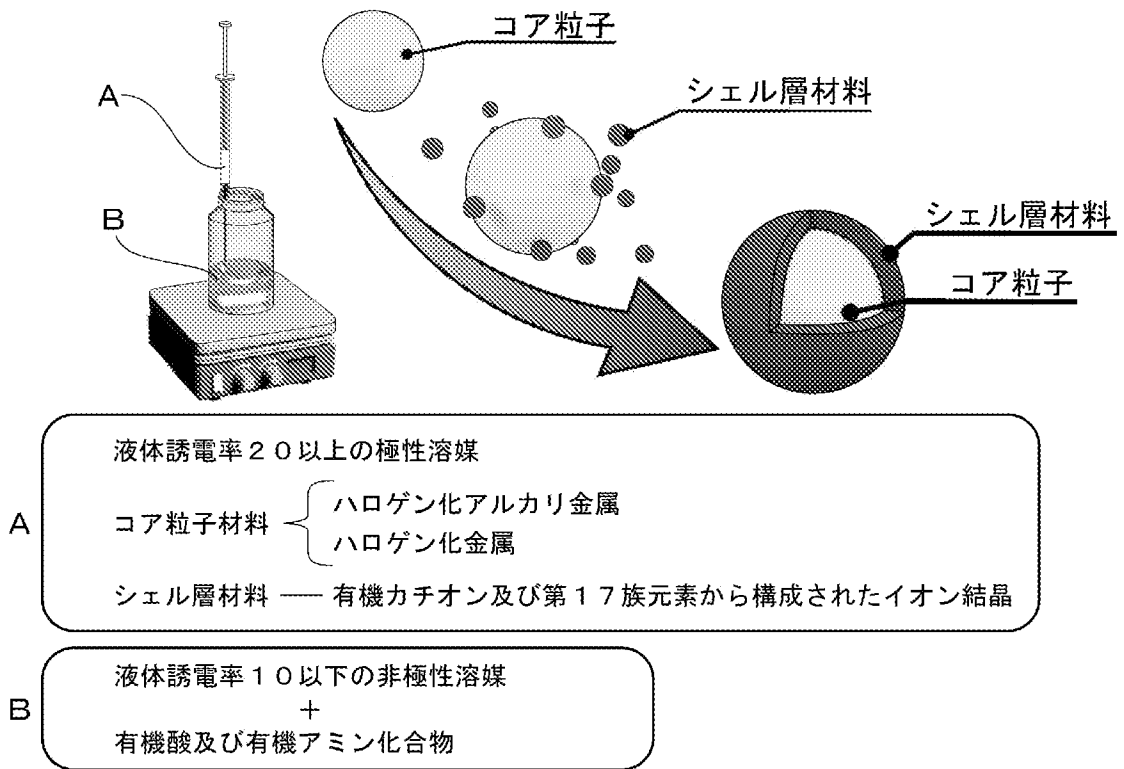 コア粒子
A
シェル層材料
B
シェル層材料
コア粒子
液体誘電率２０以上の極性溶媒
コア粒子材料
ハロゲン化アルカリ金属
ハロゲン化金属
A
シェル層材料 ── 有機カチオン及び第１７族元素から構成されたイオン結晶
液体誘電率１０以下の非極性溶媒
B
＋
有機酸及び有機アミン化合物